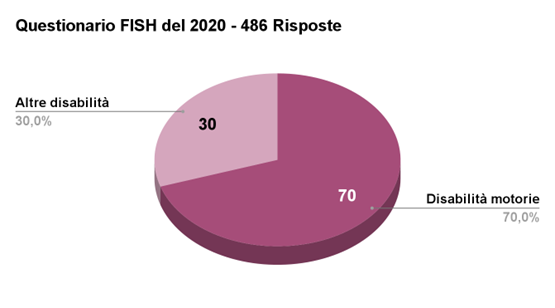 Questionario FISH del 2020 - 486 Risposte
Altre disabilità
30,0%
30
70
Disabilità motorie
70,0%